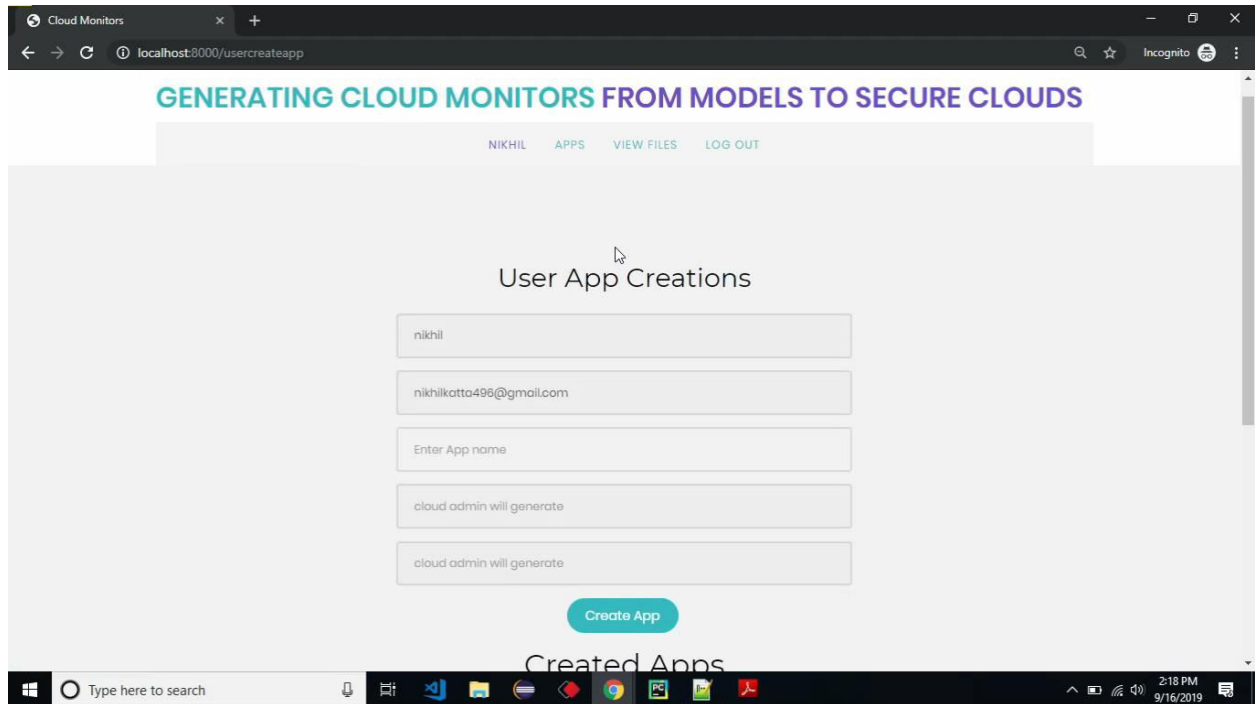 Cloud Monitors
localhost:8000/usercreateapp
Incognito
GENERATING CLOUD MONITORS FROM MODELS TO SECURE CLOUDS
NIKHIL APPS VIEW FILES LOG OUT
User App Creations
nikhil
nikhilkatta496@gmail.com
Enter App name
cloud admin will generate
cloud admin will generate
Create App
Created Apps
Type here to search
PC
2:18 PM
9/16/2019